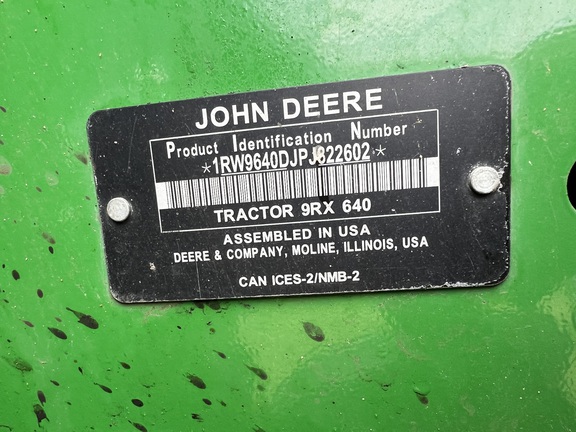 JOHN DEERE
Product Identification Number
*1RW9640DJPJ822602*
TRACTOR 9RX 640
ASSEMBLED IN USA
DEERE & COMPANY, MOLINE, ILLINOIS, USA
CAN ICES-2/NMB-2